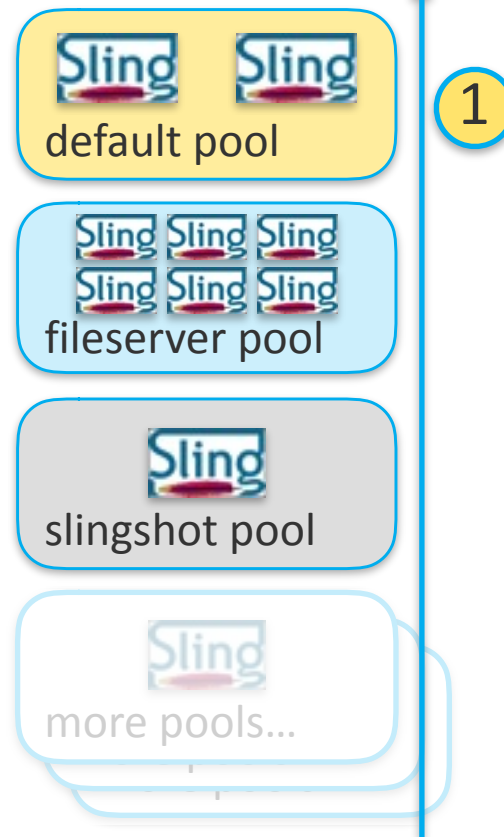 Sling Sling
default pool
1
Sling Sling Sling
Sling Sling Sling
fileserver pool
Sling
slingshot pool
Sling
more pools...